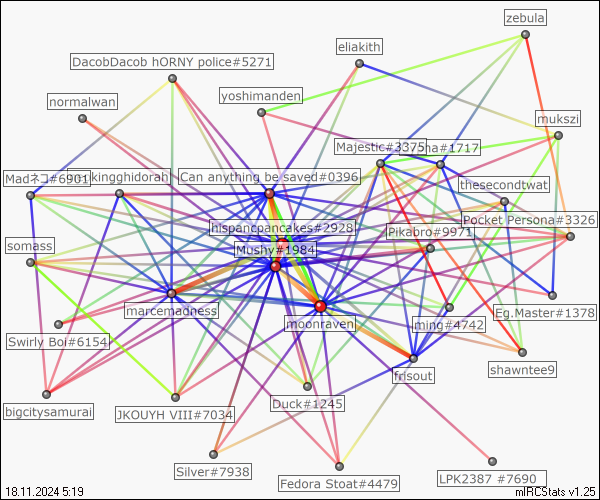 zebula
eliakith
DacobDacob hORNY police#5271
yoshimanden
normalwan
mukszi
Majestic#3375
na#1717
Madネコ#6901
kingghidorah
Can anything be saved#0396
thesecondtwat
Pocket Persona#3326
hispancpancakes#2928
Pikabro#9971
somass
Mushy#1984
marcemadness
moonraven
ming#4742
Eg.Master#1378
Swirly Boi#6154
shawntee9
frisout
bigcitysamurai
JKOUYH VIII#7034
Duck#1245
Silver#7938
Fedora Stoat#4479
LPK2387 #7690
18.11.2024 5:19
mIRCStats v1.25